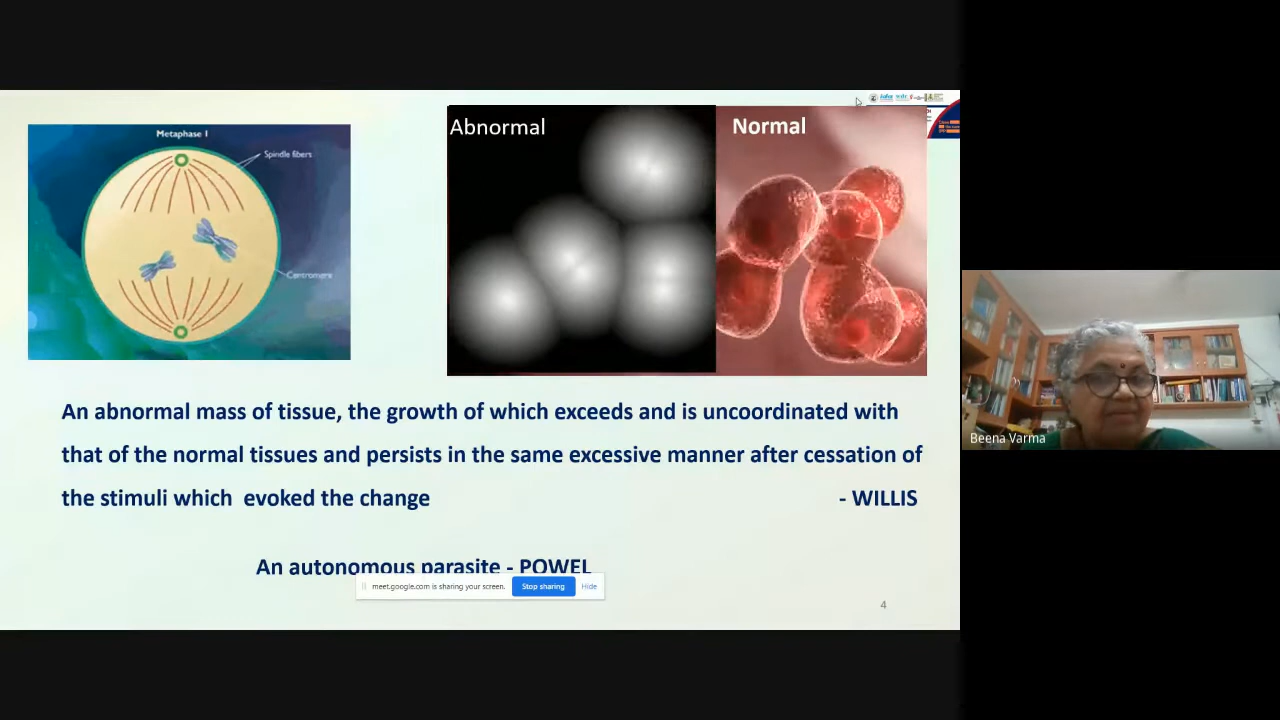 Metaphase I
Spindle fibers
Centromere
Abnormal
Normal
An abnormal mass of tissue, the growth of which exceeds and is uncoordinated with
that of the normal tissues and persists in the same excessive manner after cessation of
the stimuli which evoked the change - WILLIS
An autonomous parasite - POWEL
meet.google.com is sharing your screen. Stop sharing Hide
4
Beena Varma